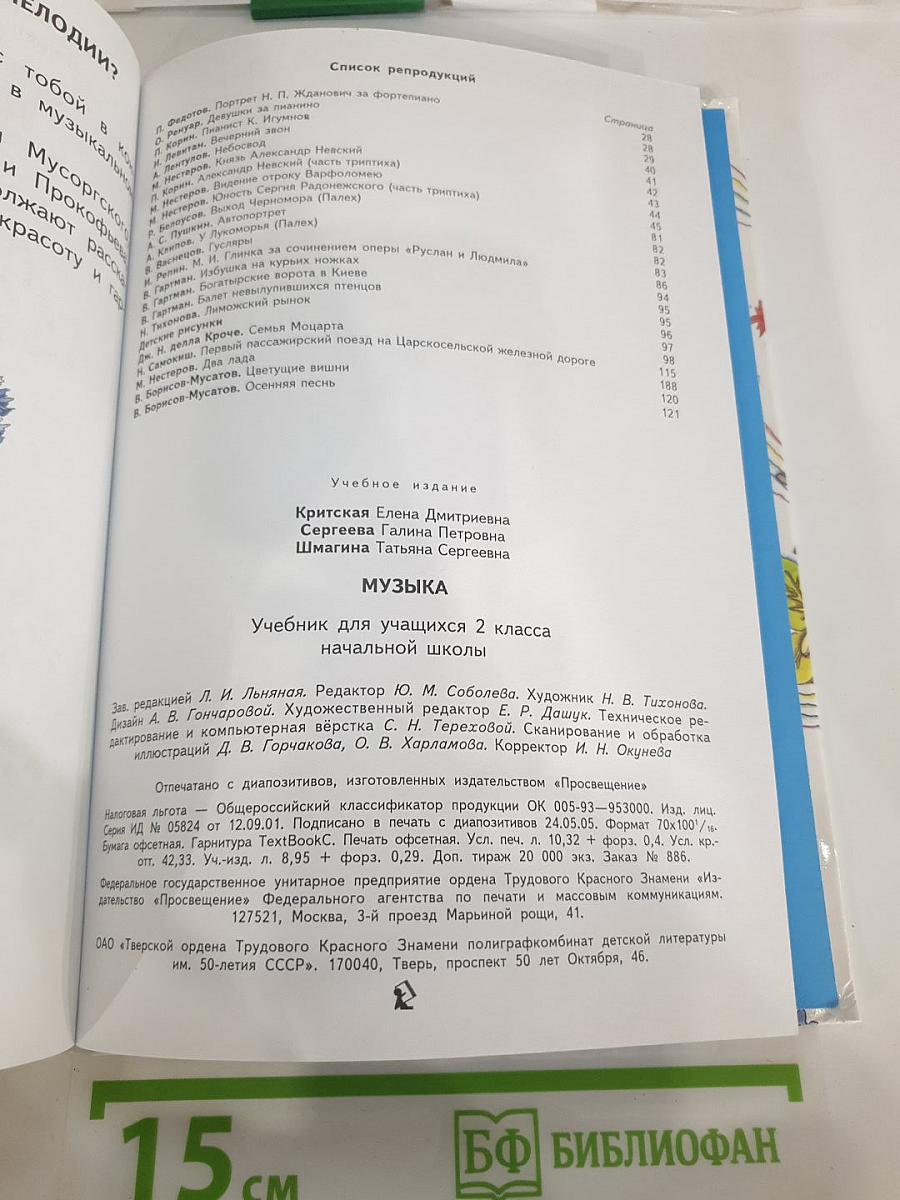 МЕЛОДИИ?
с тобой в
в музыкально
Мусоргского
и Прокофьева
должают расска
красоту и гар
Список репродукций
Страница
П. Федотов. Портрет Н. П. Жданович за фортепиано 28
О. Ренуар. Девушки за пианино 28
П. Корин. Пианист К. Игумнов 29
И. Левитан. Вечерний звон 40
А. Лентулов. Небосвод 41
М. Нестеров. Князь Александр Невский 42
П. Корин. Александр Невский (часть триптиха) 43
М. Нестеров. Видение отроку Варфоломею 44
М. Нестеров. Юность Сергия Радонежского (часть триптиха) 45
Р. Белоусов. Выход Черномора (Палех) 81
А. С. Пушкин. Автопортрет 82
А. Клипов. У Лукоморья (Палех) 82
В. Васнецов. Гусляры 83
И. Репин. М. И. Глинка за сочинением оперы «Руслан и Людмила» 86
В. Гартман. Избушка на курьих ножках 94
В. Гартман. Богатырские ворота в Киеве 95
В. Гартман. Балет невылупившихся птенцов 95
Н. Тихонова. Лиможский рынок 96
Детские рисунки 97
Дж. Н. делла Кроче. Семья Моцарта 98
Н. Самокиш. Первый пассажирский поезд на Царскосельской железной дороге 115
М. Нестеров. Два лада 188
В. Борисов-Мусатов. Цветущие вишни 120
В. Борисов-Мусатов. Осенняя песнь 121
Учебное издание
Критская Елена Дмитриевна
Сергеева Галина Петровна
Шмагина Татьяна Сергеевна
МУЗЫКА
Учебник для учащихся 2 класса
начальной школы
Зав. редакцией Л. И. Льняная. Редактор Ю. М. Соболева. Художник Н. В. Тихонова.
Дизайн А. В. Гончаровой. Художественный редактор Е. Р. Дашук. Техническое ре-
дактирование и компьютерная вёрстка С. Н. Тереховой. Сканирование и обработка
иллюстраций Д. В. Горчакова, О. В. Харламова. Корректор И. Н. Окунева
Отпечатано с диапозитивов, изготовленных издательством «Просвещение»
Налоговая льгота — Общероссийский классификатор продукции ОК 005-93—953000. Изд. лиц.
Серия ИД № 05824 от 12.09.01. Подписано в печать с диапозитивов 24.05.05. Формат 70х100¹/₁₆.
Бумага офсетная. Гарнитура TextBookC. Печать офсетная. Усл. печ. л. 10,32 + форз. 0,4. Усл. кр.-
отт. 42,33. Уч.-изд. л. 8,95 + форз. 0,29. Доп. тираж 20 000 экз. Заказ № 886.
Федеральное государственное унитарное предприятие ордена Трудового Красного Знамени «Из-
дательство «Просвещение» Федерального агентства по печати и массовым коммуникациям.
127521, Москва, 3-й проезд Марьиной рощи, 41.
ОАО «Тверской ордена Трудового Красного Знамени полиграфкомбинат детской литературы
им. 50-летия СССР». 170040, Тверь, проспект 50 лет Октября, 46.
15 см
БФ БИБЛИОФАН